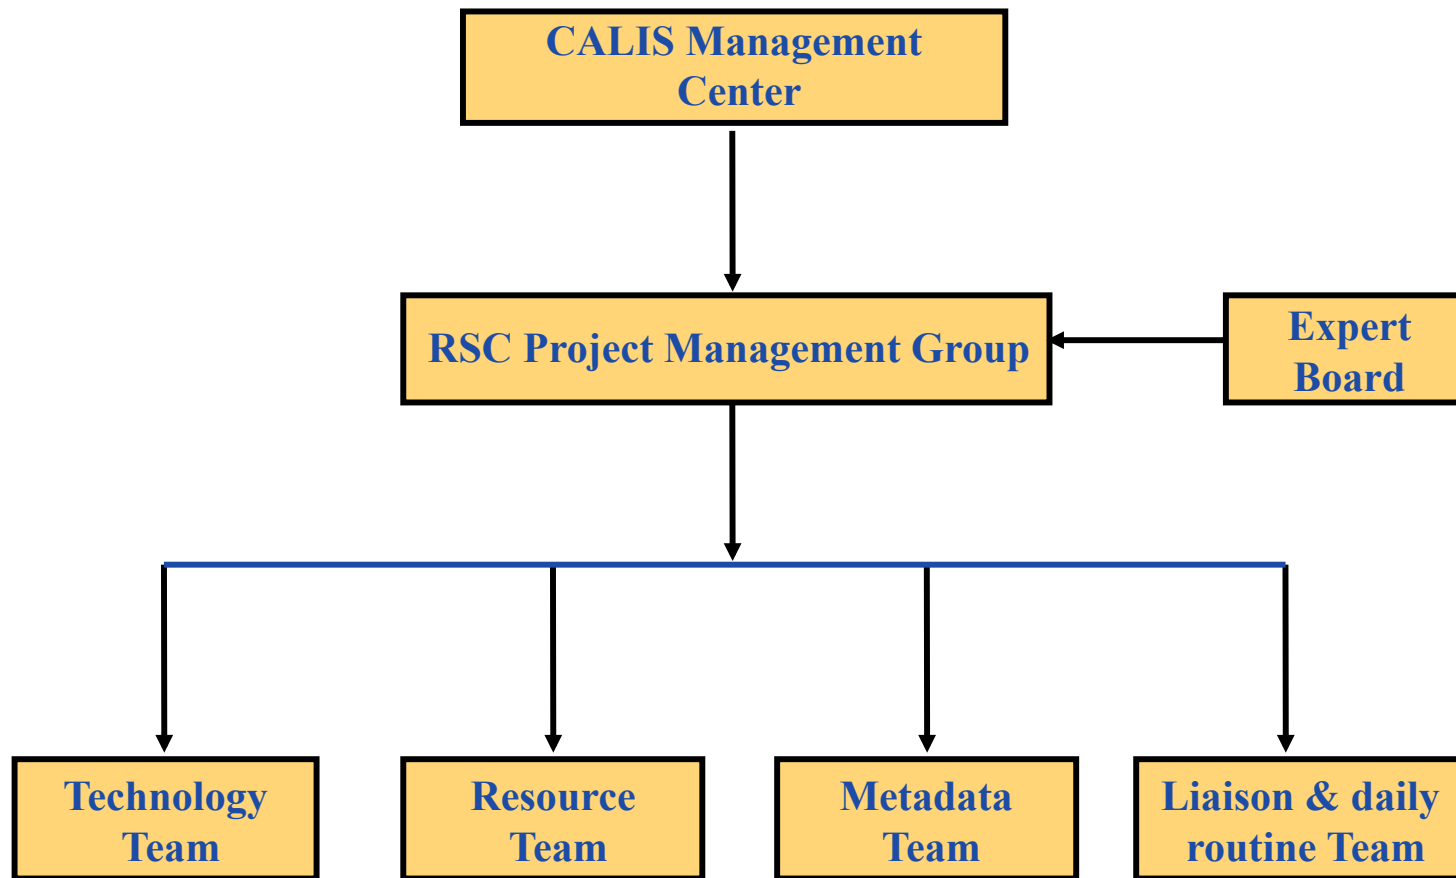 CALIS Management
Center
RSC Project Management Group
Expert
Board
Technology
Team
Resource
Team
Metadata
Team
Liaison & daily
routine Team